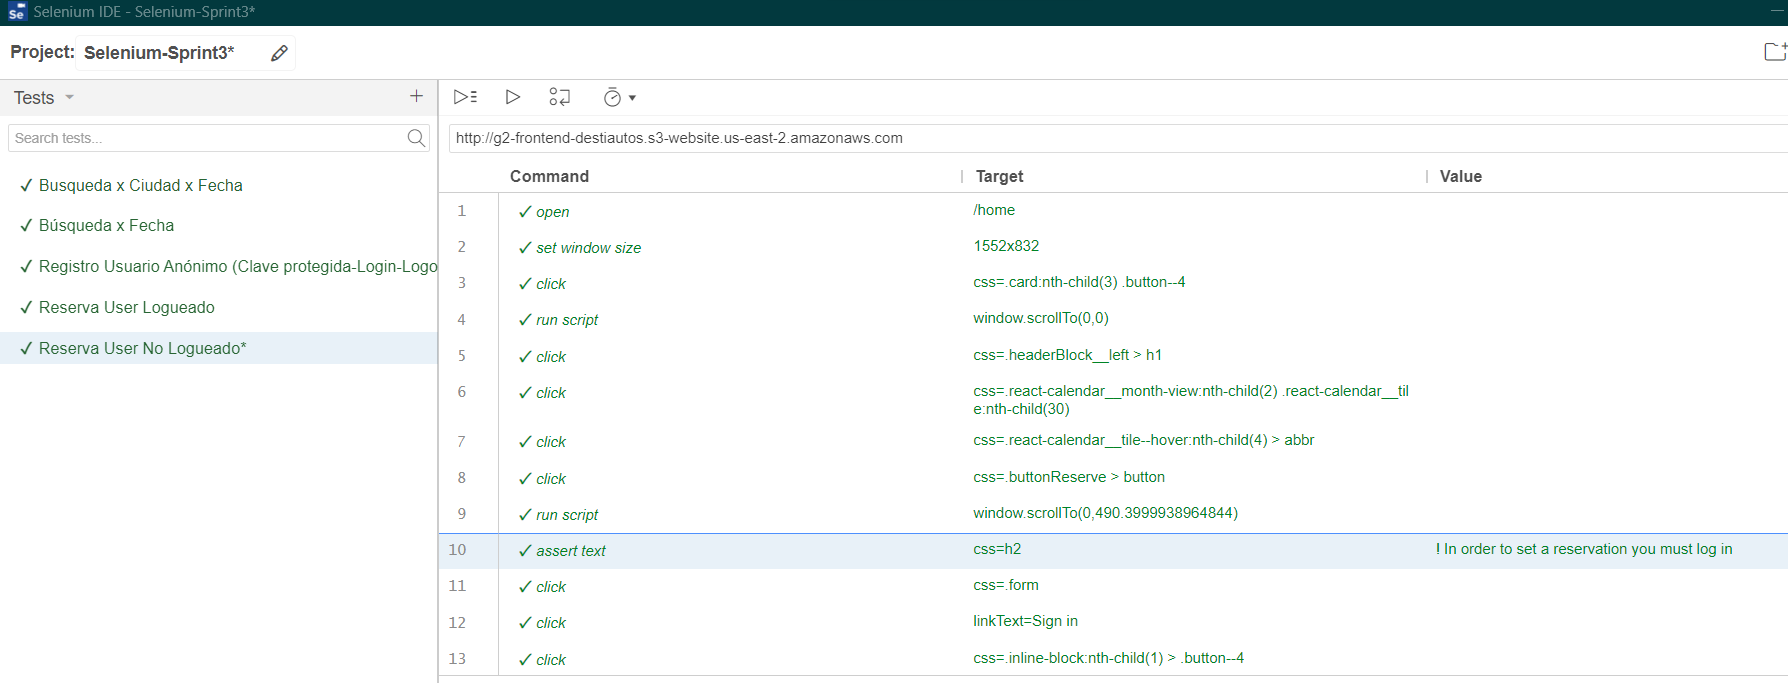 Se Selenium IDE - Selenium-Sprint3*
Project: Selenium-Sprint3*
Tests
Search tests...
✓ Busqueda x Ciudad x Fecha
✓ Búsqueda x Fecha
✓ Registro Usuario Anónimo (Clave protegida-Login-Logo
✓ Reserva User Logueado
✓ Reserva User No Logueado*
http://g2-frontend-destiautos.s3-website.us-east-2.amazonaws.com
Command Target Value
1 ✓ open /home
2 ✓ set window size 1552x832
3 ✓ click css=.card:nth-child(3) .button--4
4 ✓ run script window.scrollTo(0,0)
5 ✓ click css=.headerBlock__left > h1
6 ✓ click css=.react-calendar__month-view:nth-child(2) .react-calendar__til
e:nth-child(30)
7 ✓ click css=.react-calendar__tile--hover:nth-child(4) > abbr
8 ✓ click css=.buttonReserve > button
9 ✓ run script window.scrollTo(0,490.3999938964844)
10 ✓ assert text css=h2 ! In order to set a reservation you must log in
11 ✓ click css=.form
12 ✓ click linkText=Sign in
13 ✓ click css=.inline-block:nth-child(1) > .button--4